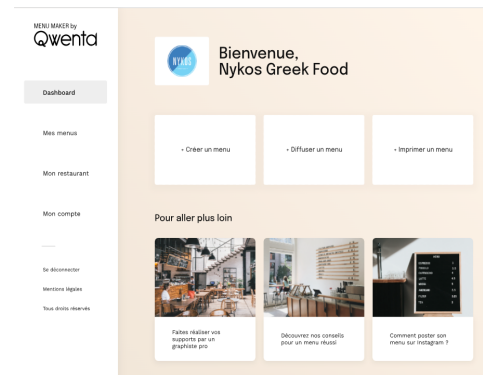 MENU MAKER by
Qwenta
Dashboard
Mes menus
Mon restaurant
Mon compte
Se déconnecter
Mentions légales
Tous droits réservés
NYKOS
Bienvenue,
Nykos Greek Food
+ Créer un menu
+ Diffuser un menu
+ Imprimer un menu
Pour aller plus loin
Faites réaliser vos
supports par un
graphiste pro
Découvrez nos conseils
pour un menu réussi
Comment poster son
menu sur Instagram ?